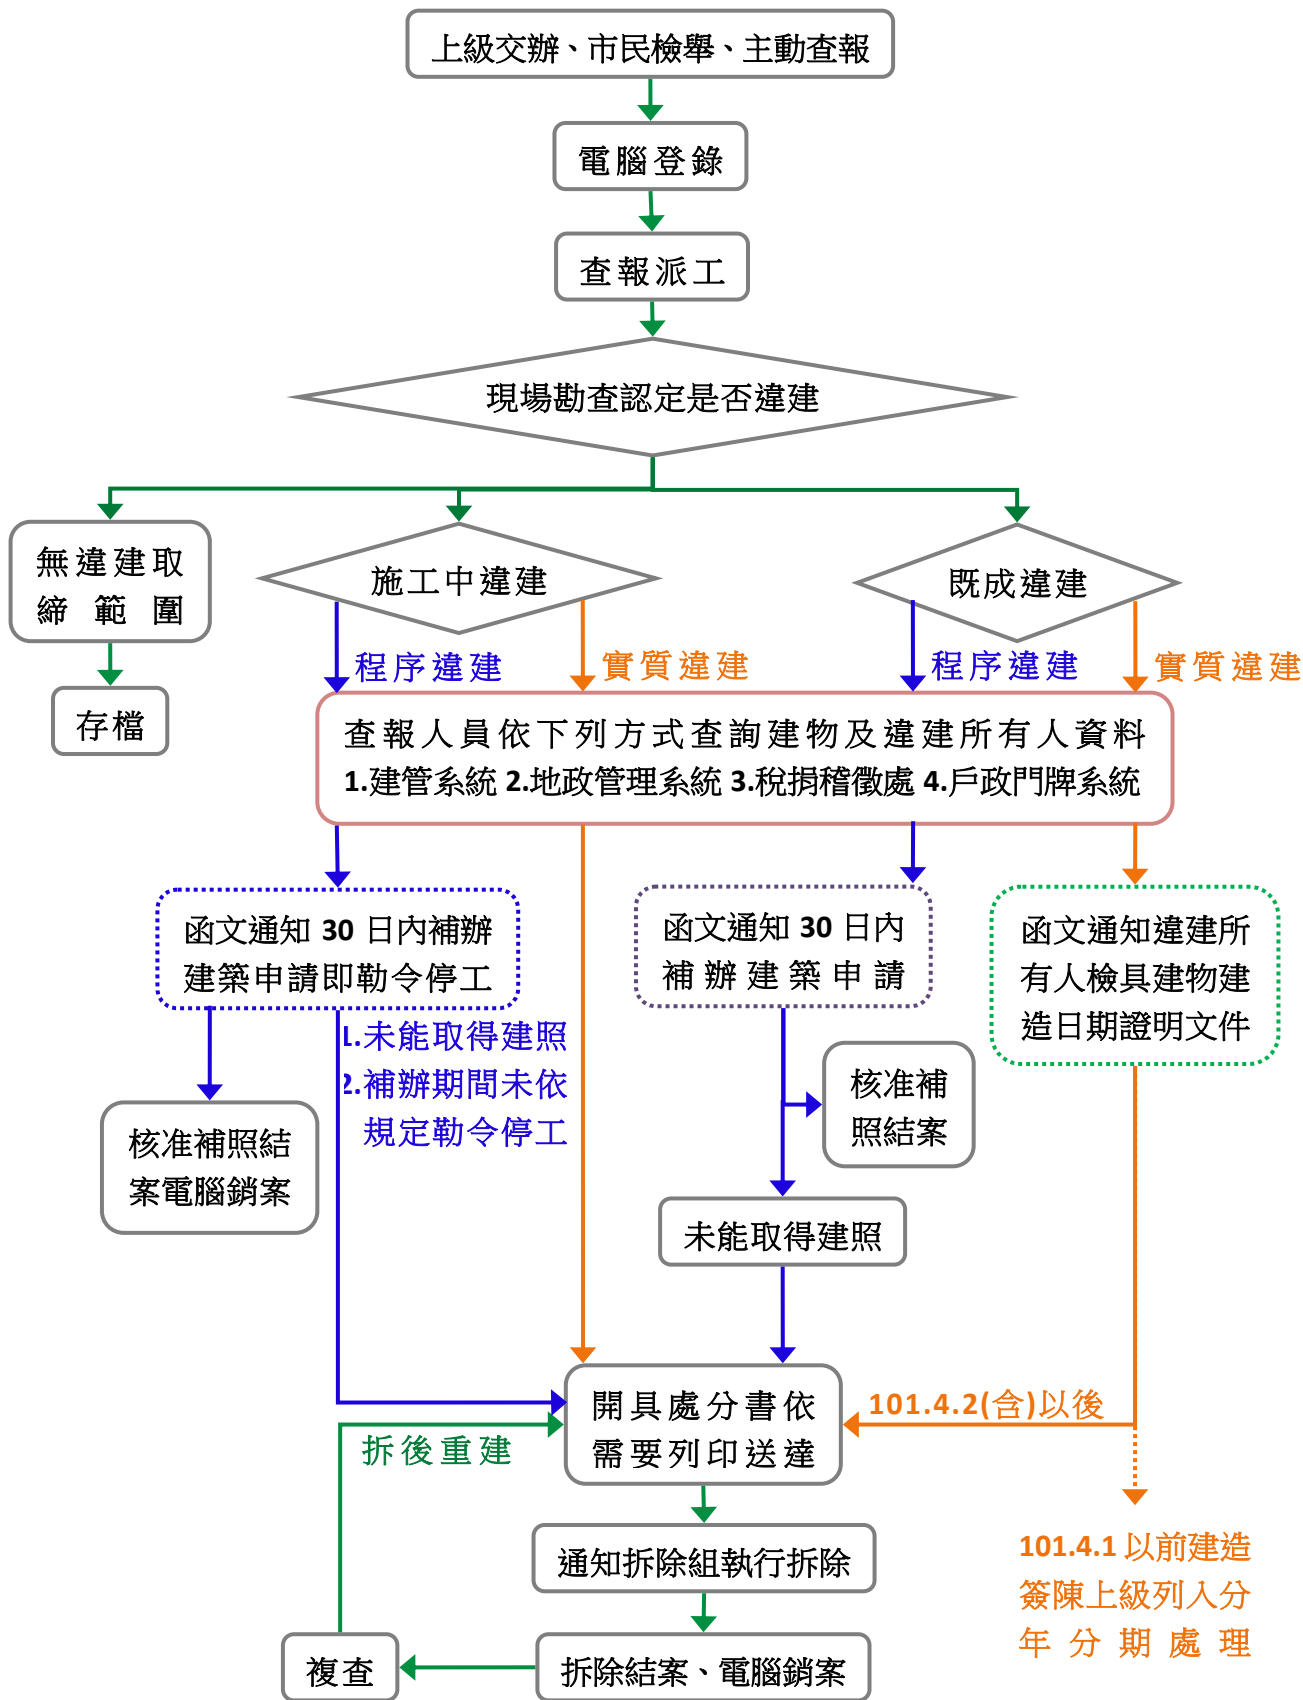 上級交辦、市民檢舉、主動查報
電腦登錄
查報派工
現場勘查認定是否違建
無違建取
締範圍
存檔
施工中違建
既成違建
程序違建
實質違建
程序違建
實質違建
查報人員依下列方式查詢建物及違建所有人資料
1.建管系統 2.地政管理系統 3.稅捐稽徵處 4.戶政門牌系統
函文通知 30 日內補辦
建築申請即勒令停工
函文通知 30 日內
補辦建築申請
函文通知違建所
有人檢具建物建
造日期證明文件
1.未能取得建照
2.補辦期間未依
規定勒令停工
核准補照結
案電腦銷案
核准補
照結案
未能取得建照
開具處分書依
需要列印送達
101.4.2(含)以後
拆後重建
通知拆除組執行拆除
101.4.1 以前建造
簽陳上級列入分
年分期處理
複查
拆除結案、電腦銷案